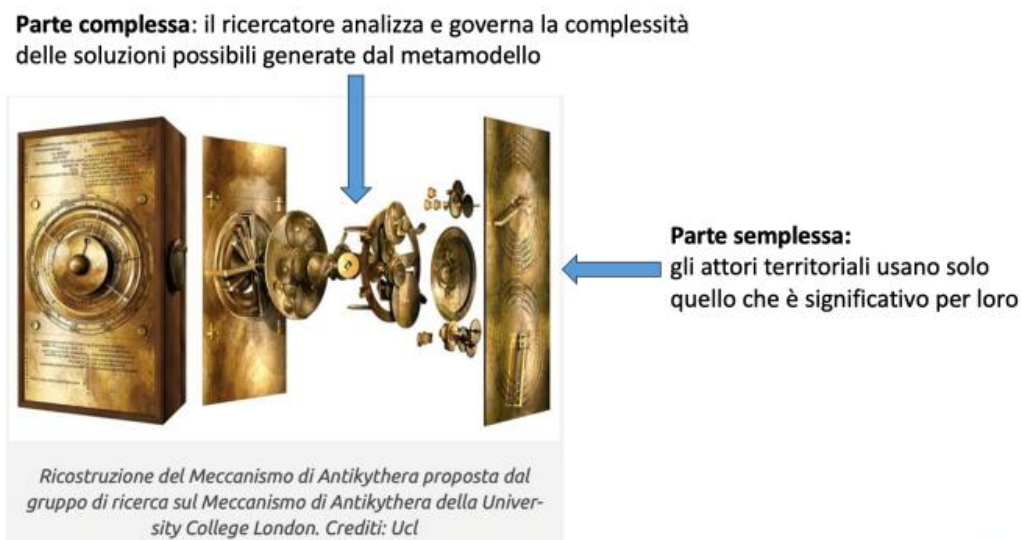 Parte complessa: il ricercatore analizza e governa la complessità
delle soluzioni possibili generate dal metamodello
Parte semplessa:
gli attori territoriali usano solo
quello che è significativo per loro
Ricostruzione del Meccanismo di Antikythera proposta dal
gruppo di ricerca sul Meccanismo di Antikythera della Univer-
sity College London. Crediti: Ucl